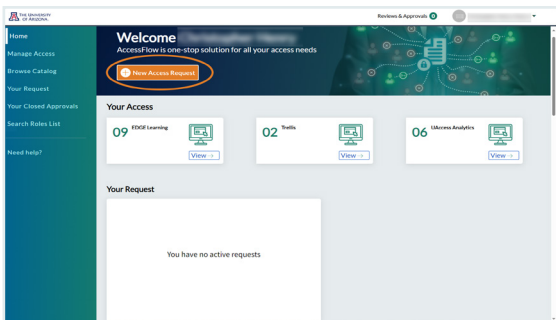 THE UNIVERSITY
OF ARIZONA
Reviews & Approvals 0
Home
Manage Access
Browse Catalog
Your Request
Your Closed Approvals
Search Roles List
Need help?
Welcome
AccessFlow is one-stop solution for all your access needs
New Access Request
Your Access
09 EDGE Learning
View →
02 Trellis
View →
06 UAccess Analytics
View →
Your Request
You have no active requests